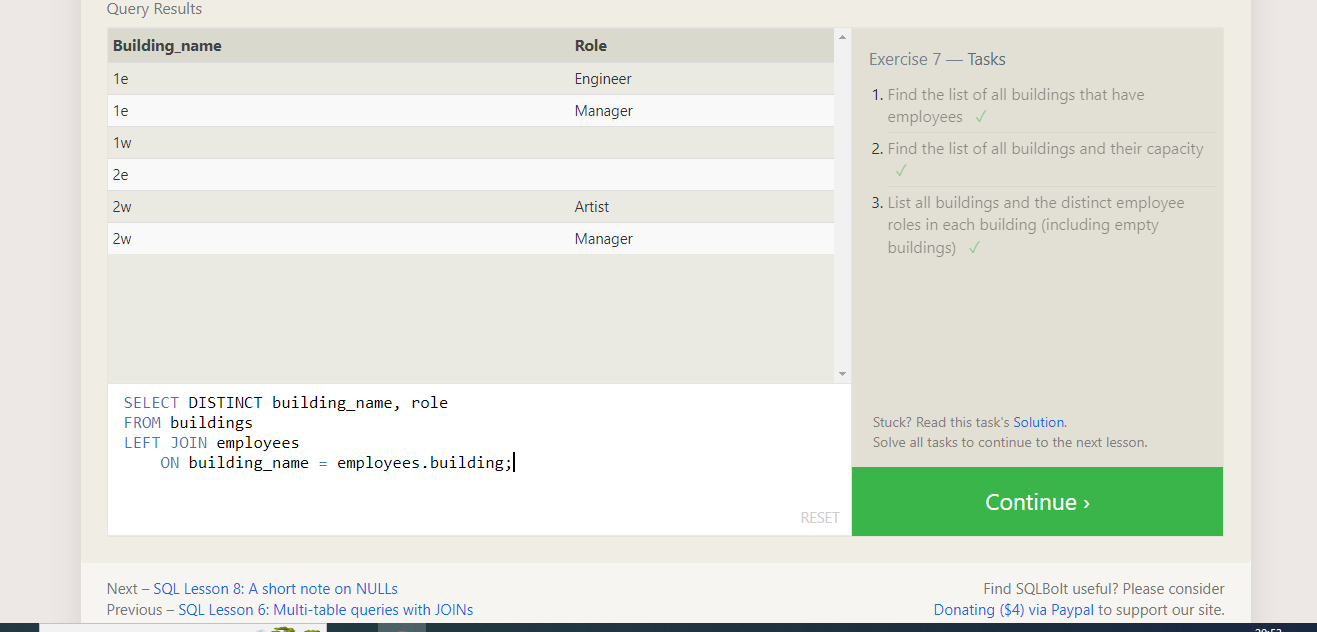 Query Results
Building_name Role
1e Engineer
1e Manager
1w
2e
2w Artist
2w Manager
SELECT DISTINCT building_name, role
FROM buildings
LEFT JOIN employees
ON building_name = employees.building;
RESET
Exercise 7 — Tasks
1. Find the list of all buildings that have
employees ✓
2. Find the list of all buildings and their capacity
✓
3. List all buildings and the distinct employee
roles in each building (including empty
buildings) ✓
Stuck? Read this task's Solution.
Solve all tasks to continue to the next lesson.
Continue ›
Next – SQL Lesson 8: A short note on NULLs
Previous – SQL Lesson 6: Multi-table queries with JOINs
Find SQLBolt useful? Please consider
Donating ($4) via Paypal to support our site.